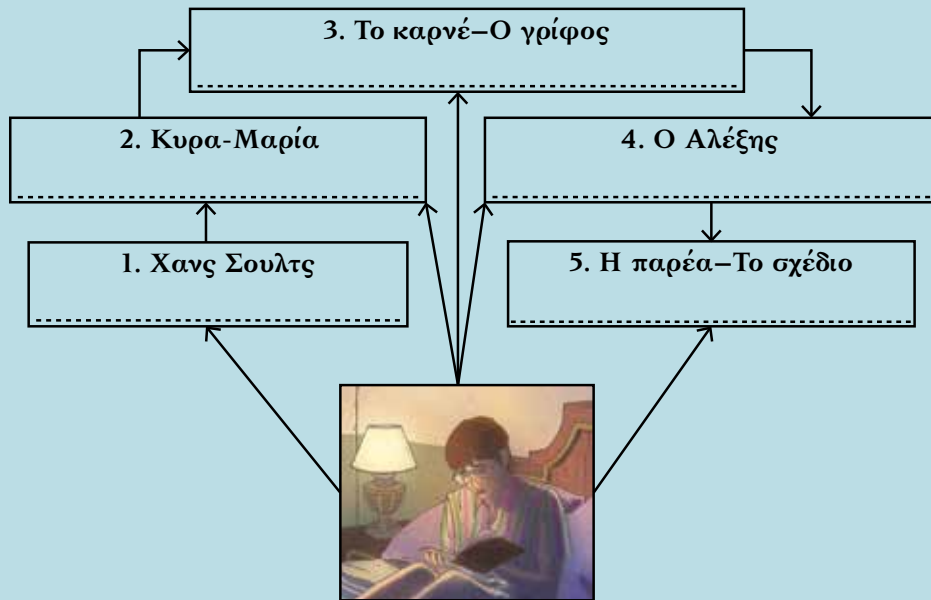 3. Το καρνέ–Ο γρίφος
2. Κυρα-Μαρία
4. Ο Αλέξης
1. Χανς Σουλτς
5. Η παρέα–Το σχέδιο